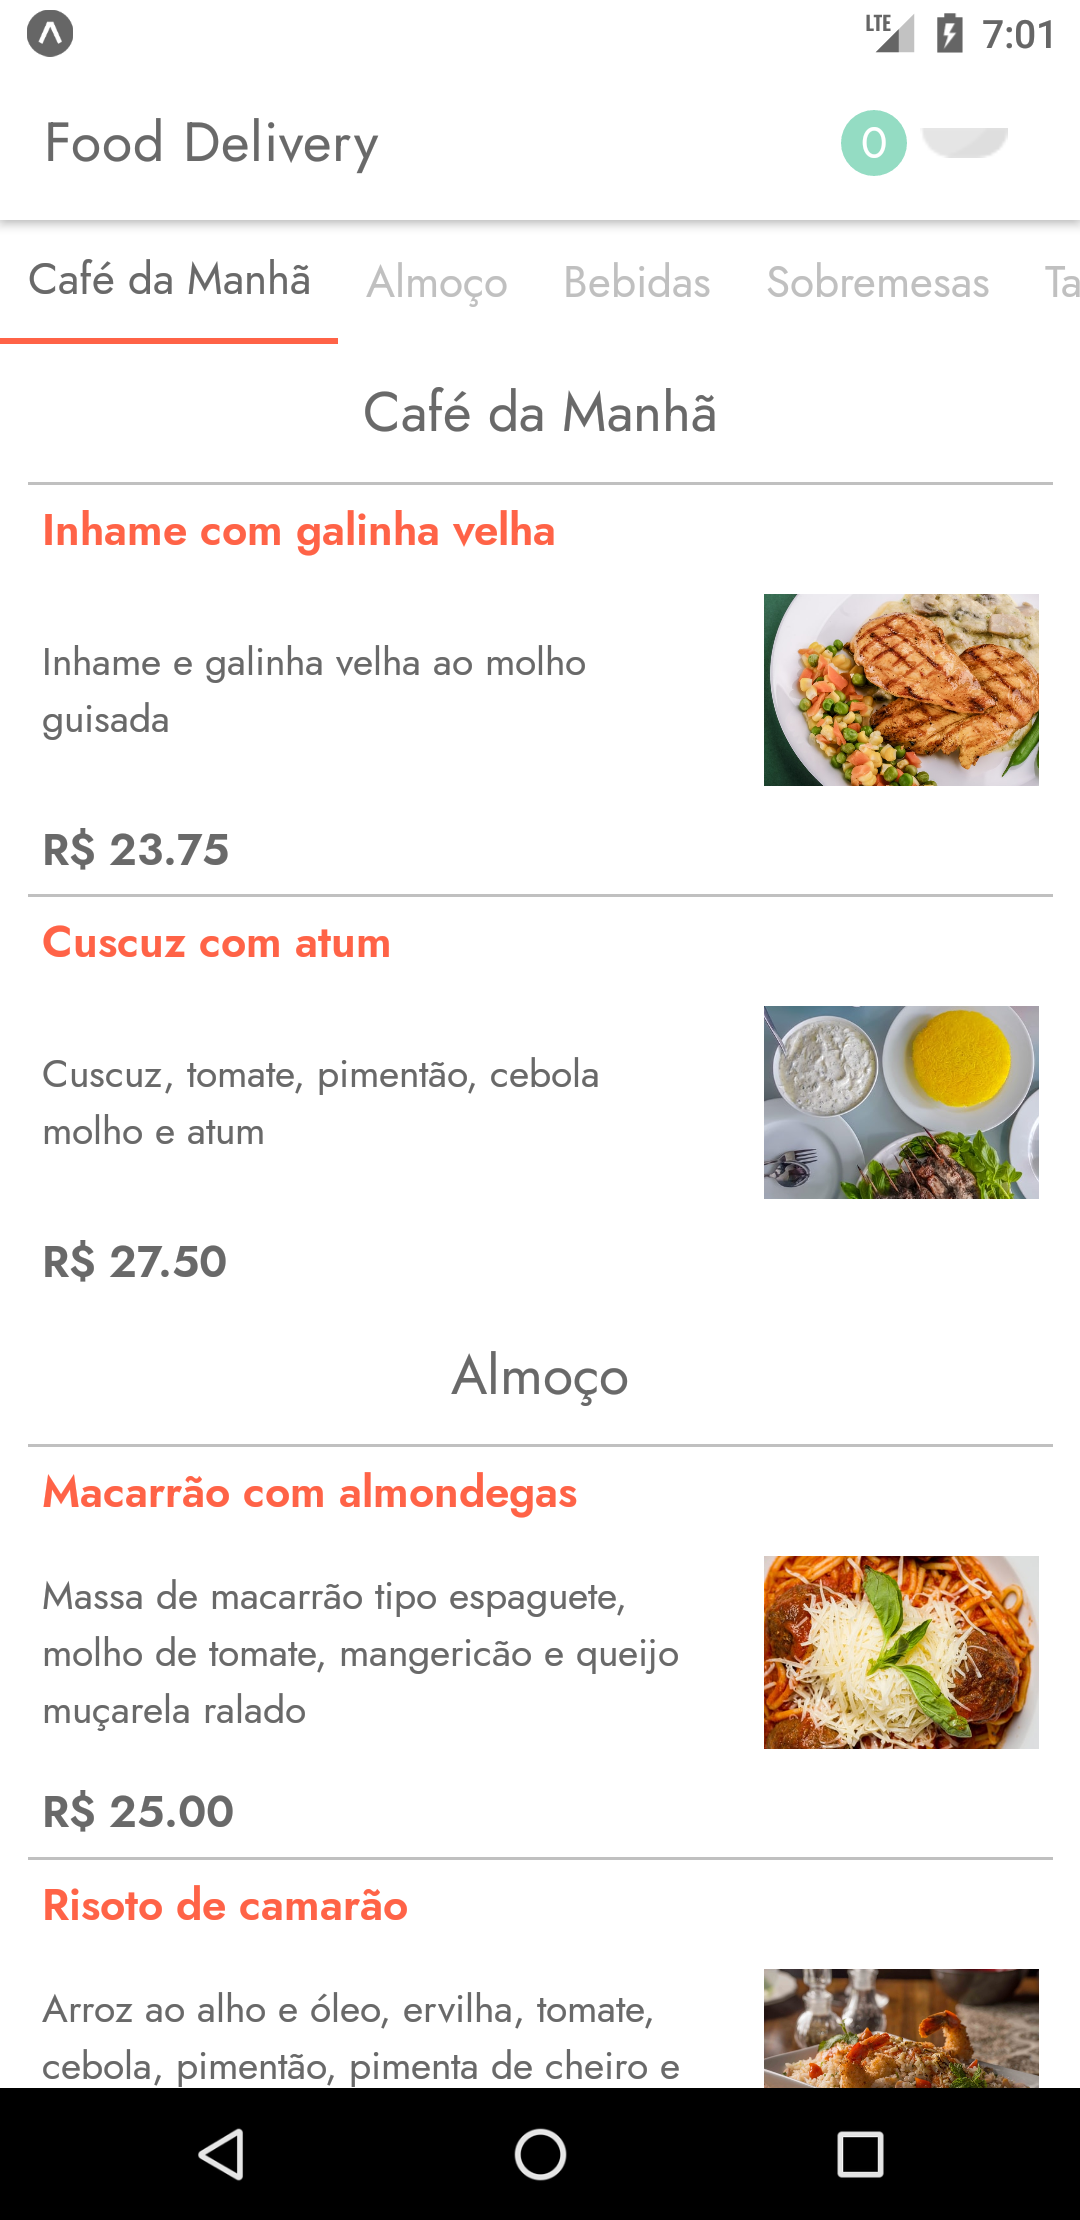 LTE 7:01
Food Delivery 0
Café da Manhã Almoço Bebidas Sobremesas Ta
Café da Manhã
Inhame com galinha velha
Inhame e galinha velha ao molho
guisada
R$ 23.75
Cuscuz com atum
Cuscuz, tomate, pimentão, cebola
molho e atum
R$ 27.50
Almoço
Macarrão com almondegas
Massa de macarrão tipo espaguete,
molho de tomate, mangericão e queijo
muçarela ralado
R$ 25.00
Risoto de camarão
Arroz ao alho e óleo, ervilha, tomate,
cebola, pimentão, pimenta de cheiro e